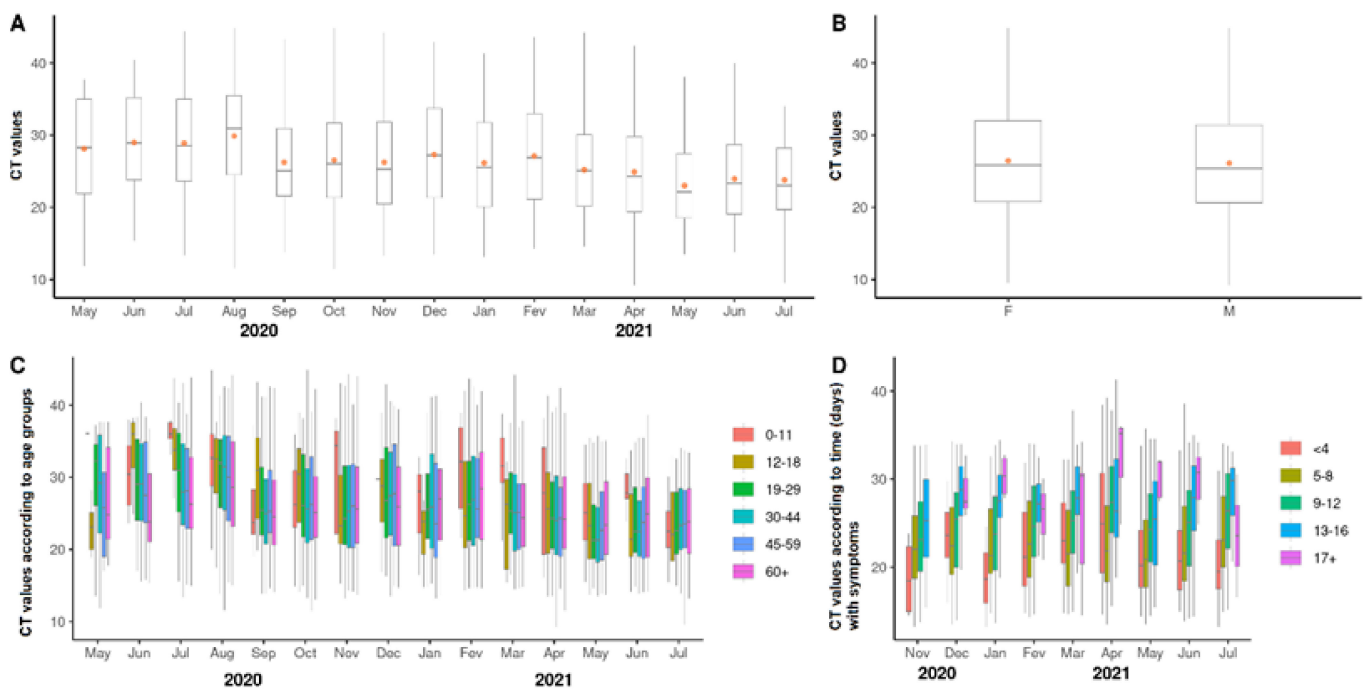 A
CT values
40
30
20
10
May Jun Jul Aug Sep Oct Nov Dec Jan Fev Mar Apr May Jun Jul
2020 2021
B
CT values
40
30
20
10
F M
C
CT values according to age groups
40
30
20
10
May Jun Jul Aug Sep Oct Nov Dec Jan Fev Mar Apr May Jun Jul
2020 2021
0-11
12-18
19-29
30-44
45-59
60+
D
CT values according to time (days)
with symptoms
40
30
20
Nov Dec Jan Fev Mar Apr May Jun Jul
2020 2021
<4
5-8
9-12
13-16
17+